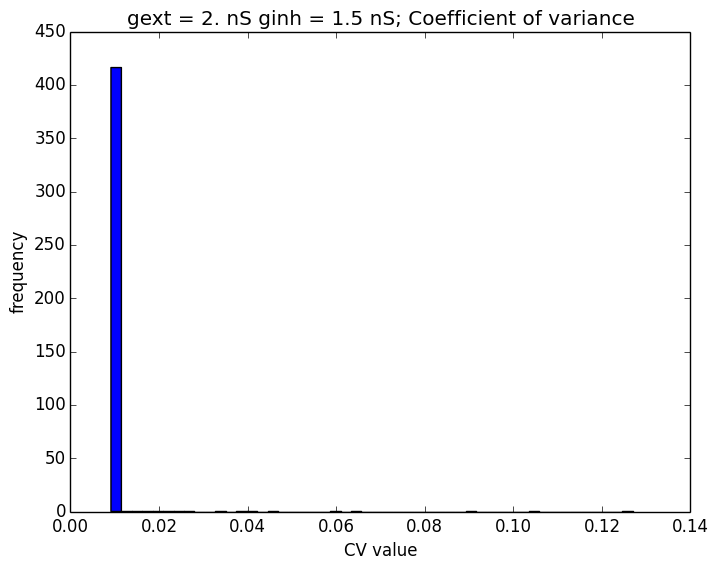 gext = 2. nS ginh = 1.5 nS; Coefficient of variance
450
400
350
300
250
200
150
100
50
0
frequency
0.00 0.02 0.04 0.06 0.08 0.10 0.12 0.14
CV value